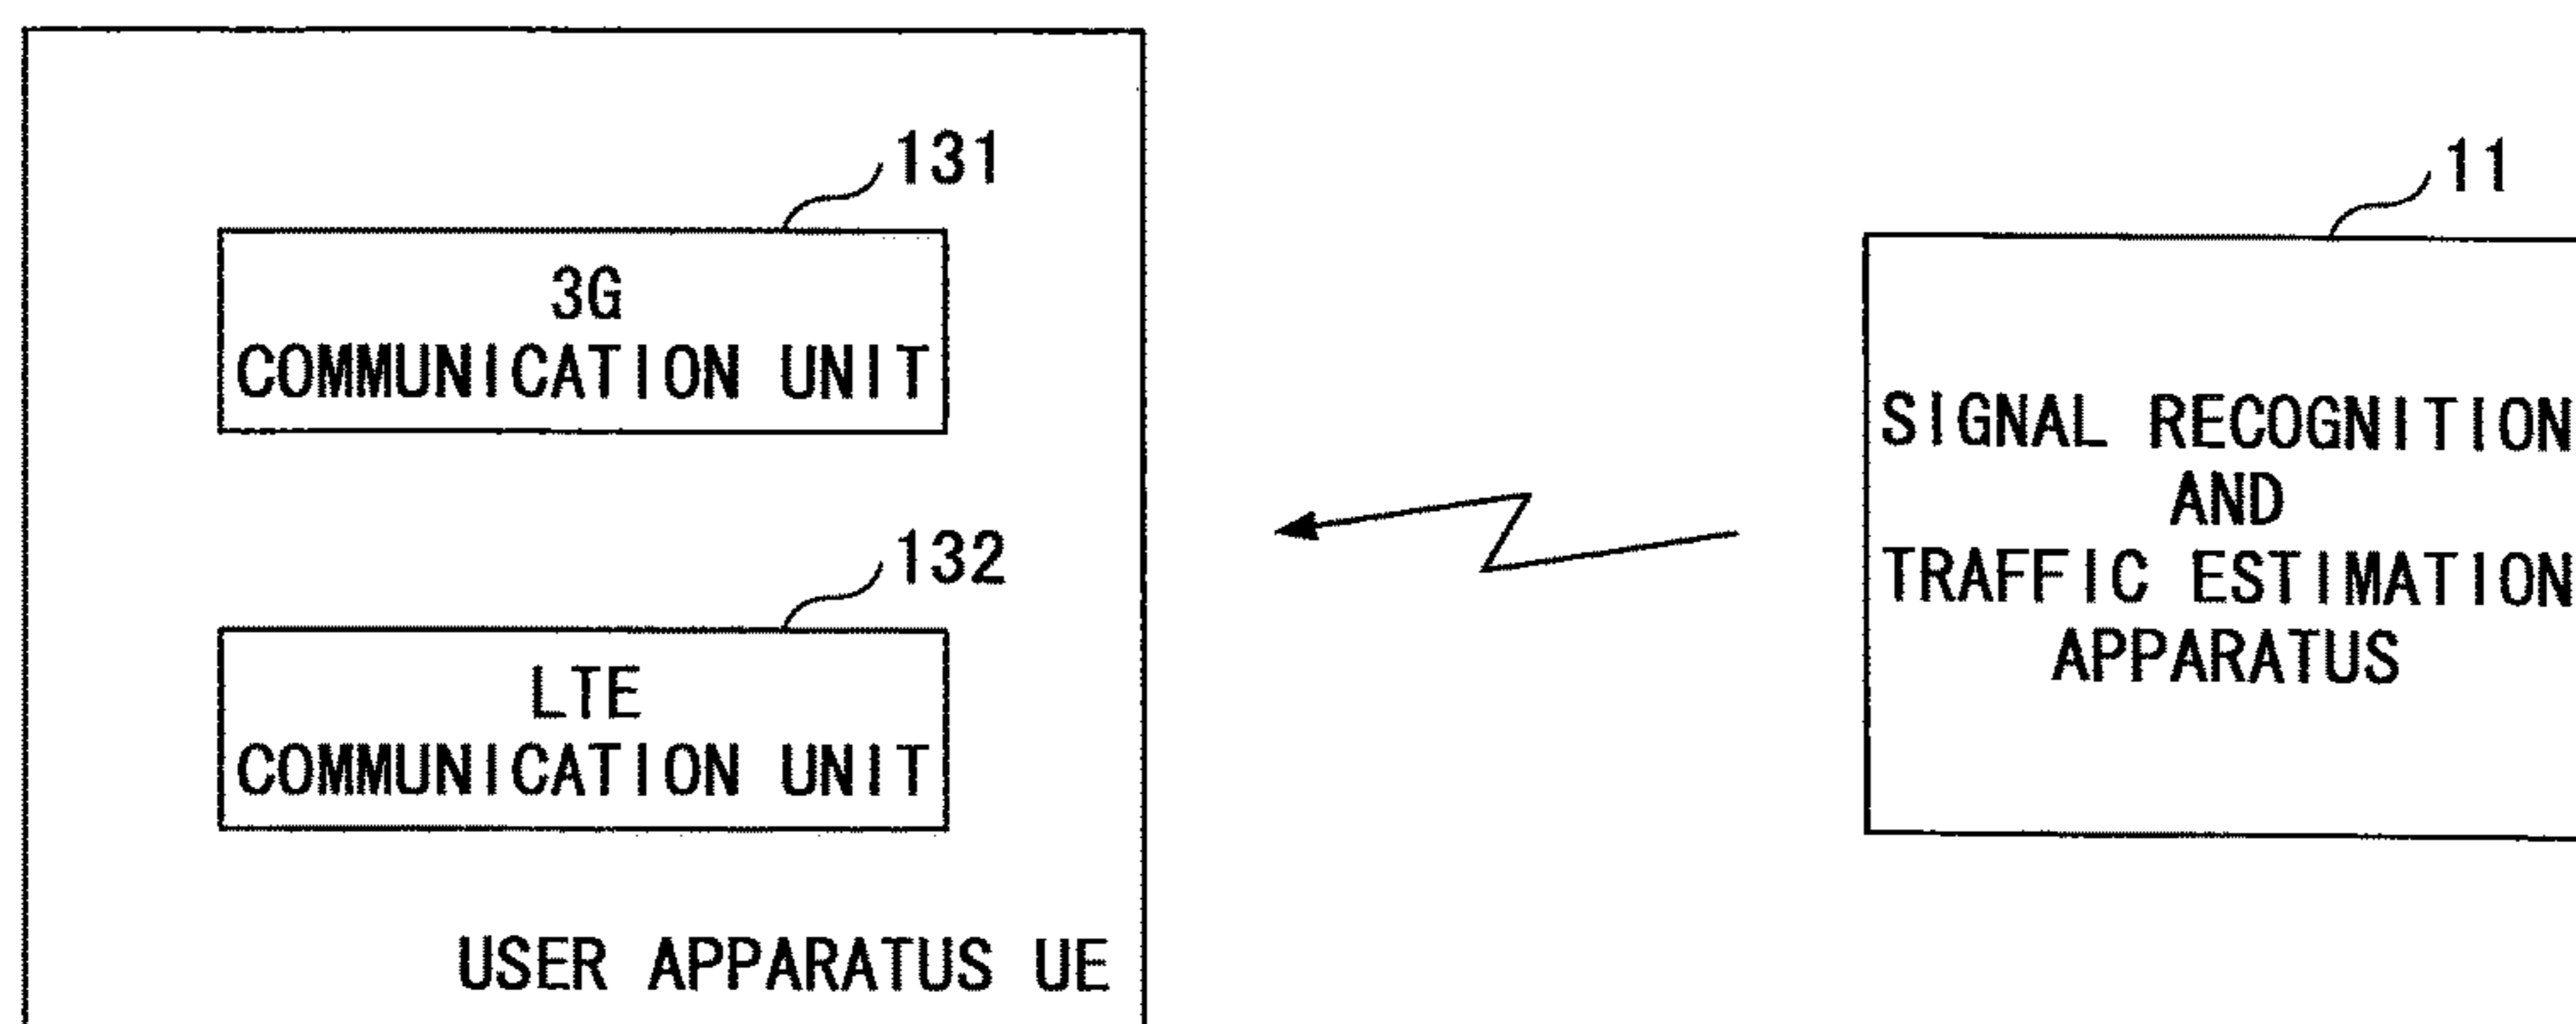 131
3G
COMMUNICATION UNIT
132
LTE
COMMUNICATION UNIT
USER APPARATUS UE
11
SIGNAL RECOGNITION
AND
TRAFFIC ESTIMATION
APPARATUS